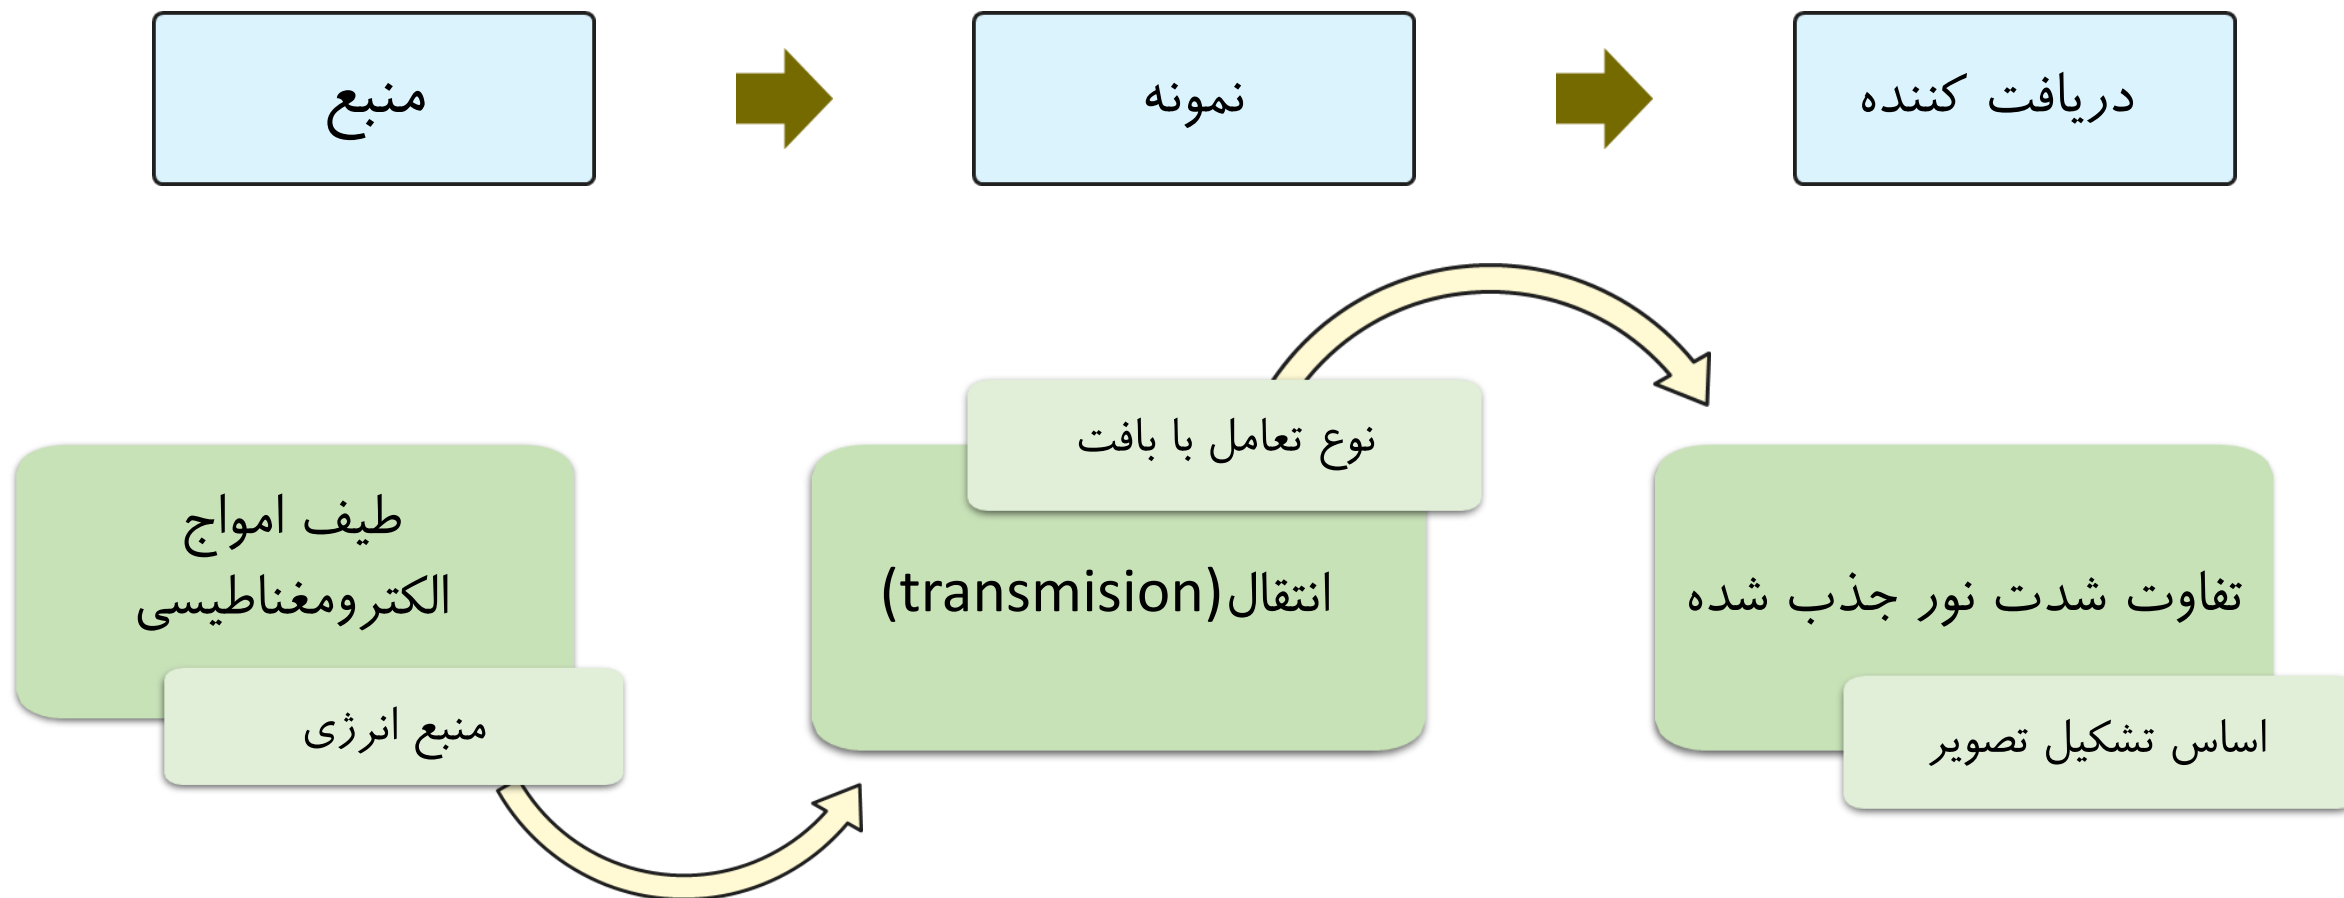 منبع
نمونه
دریافت کننده
نوع تعامل با بافت
طیف امواج
الکترومغناطیسی
انتقال(transmision)
تفاوت شدت نور جذب شده
منبع انرژی
اساس تشکیل تصویر